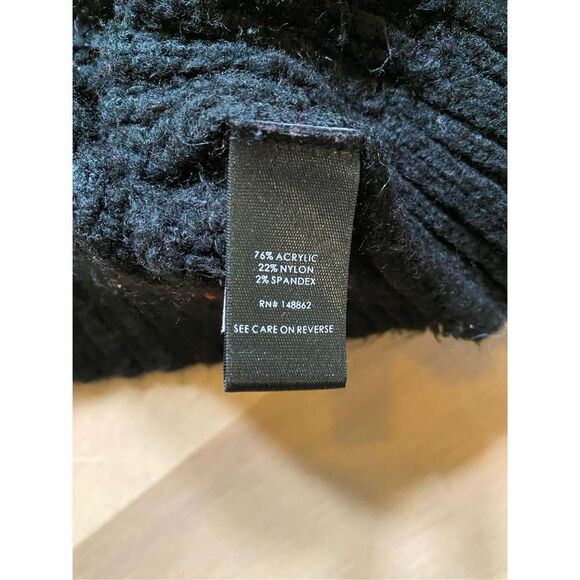 76% ACRYLIC
22% NYLON
2% SPANDEX
RN# 148862
SEE CARE ON REVERSE